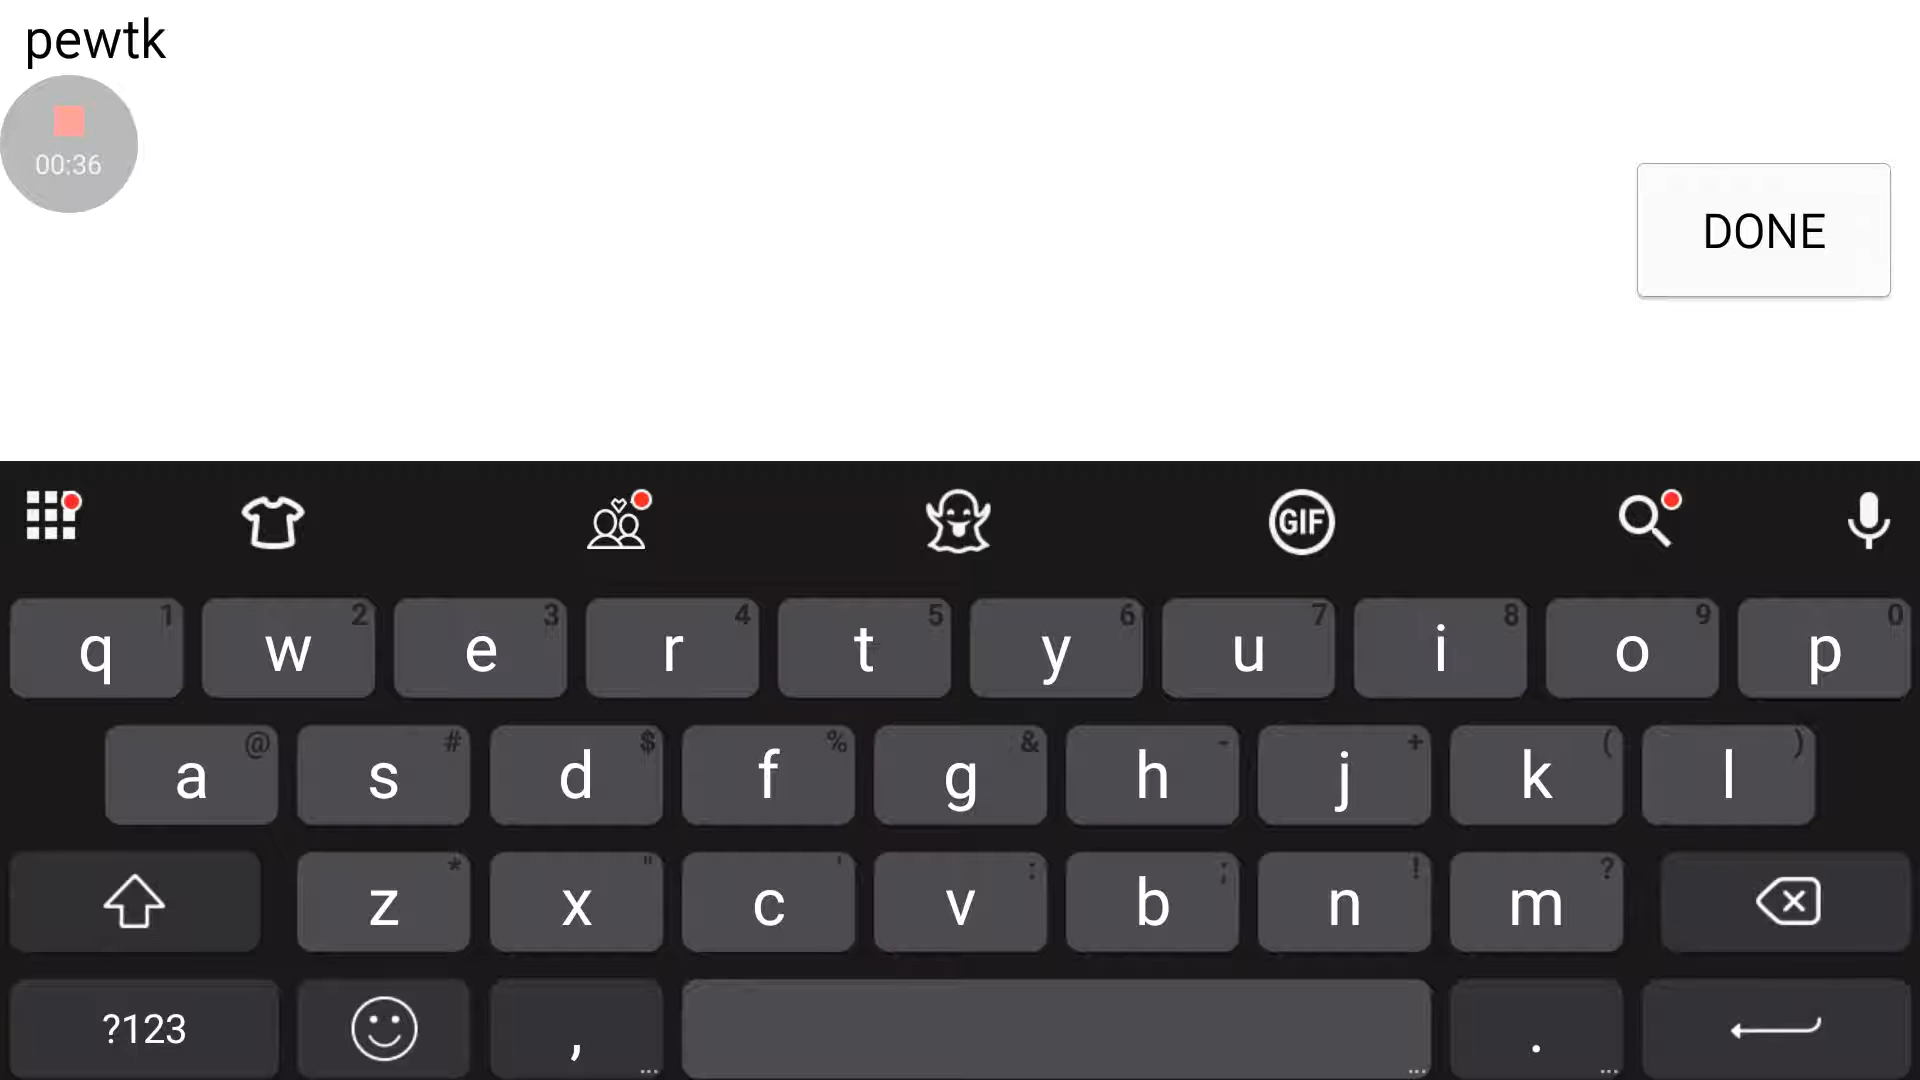 pewtk
00:36
DONE
GIF
1 2 3 4 5 6 7 8 9 0
q w e r t y u i o p
@ # $ % & - + ( )
a s d f g h j k l
* " ' : ; ! ?
z x c v b n m
?123 , .
... ... ...